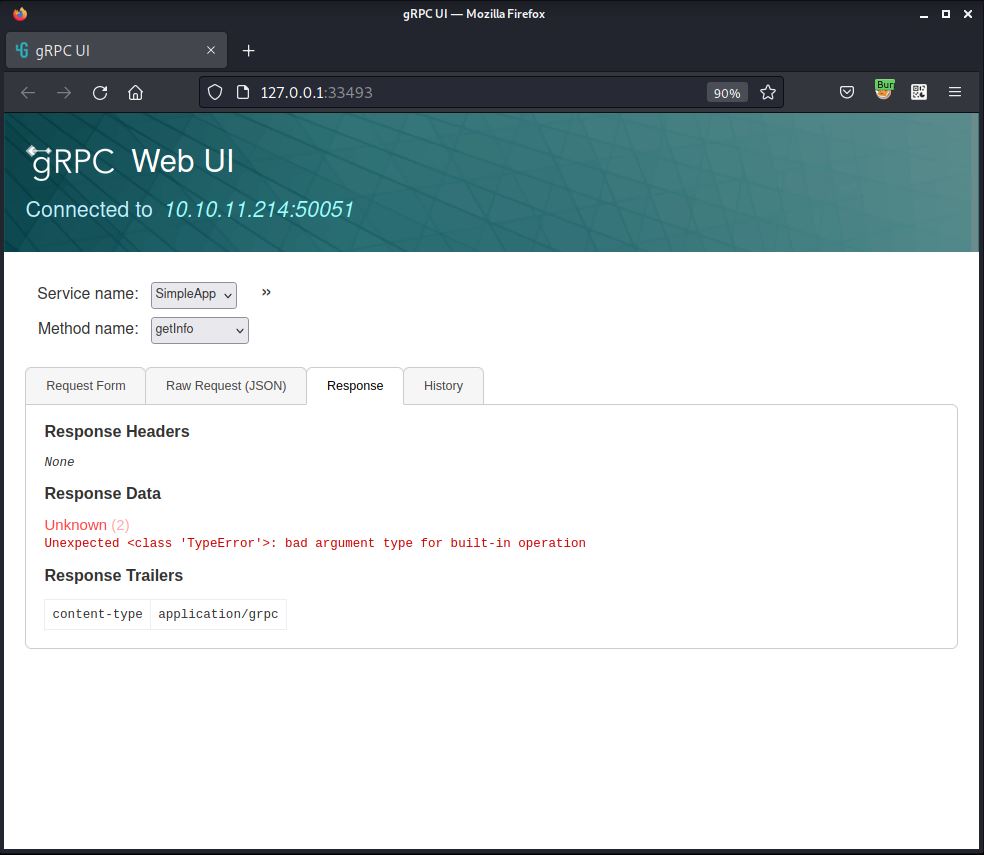 gRPC UI — Mozilla Firefox
gRPC UI
127.0.0.1:33493
90%
Bur
gRPC Web UI
Connected to 10.10.11.214:50051
Service name: SimpleApp »
Method name: getInfo
Request Form Raw Request (JSON) Response History
Response Headers
None
Response Data
Unknown (2)
Unexpected <class 'TypeError'>: bad argument type for built-in operation
Response Trailers
content-type application/grpc